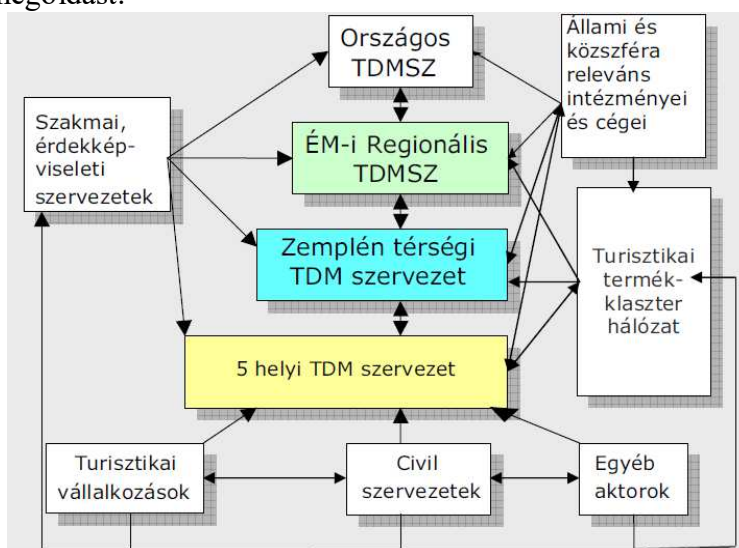 megoldást.
Országos
TDMSZ
Állami és
közszféra
releváns
intézményei
és cégei
Szakmai,
érdekkép-
viseleti
szervezetek
ÉM-i Regionális
TDMSZ
Zemplén térségi
TDM szervezet
Turisztikai
termék-
klaszter
hálózat
5 helyi TDM szervezet
Turisztikai
vállalkozások
Civil
szervezetek
Egyéb
aktorok